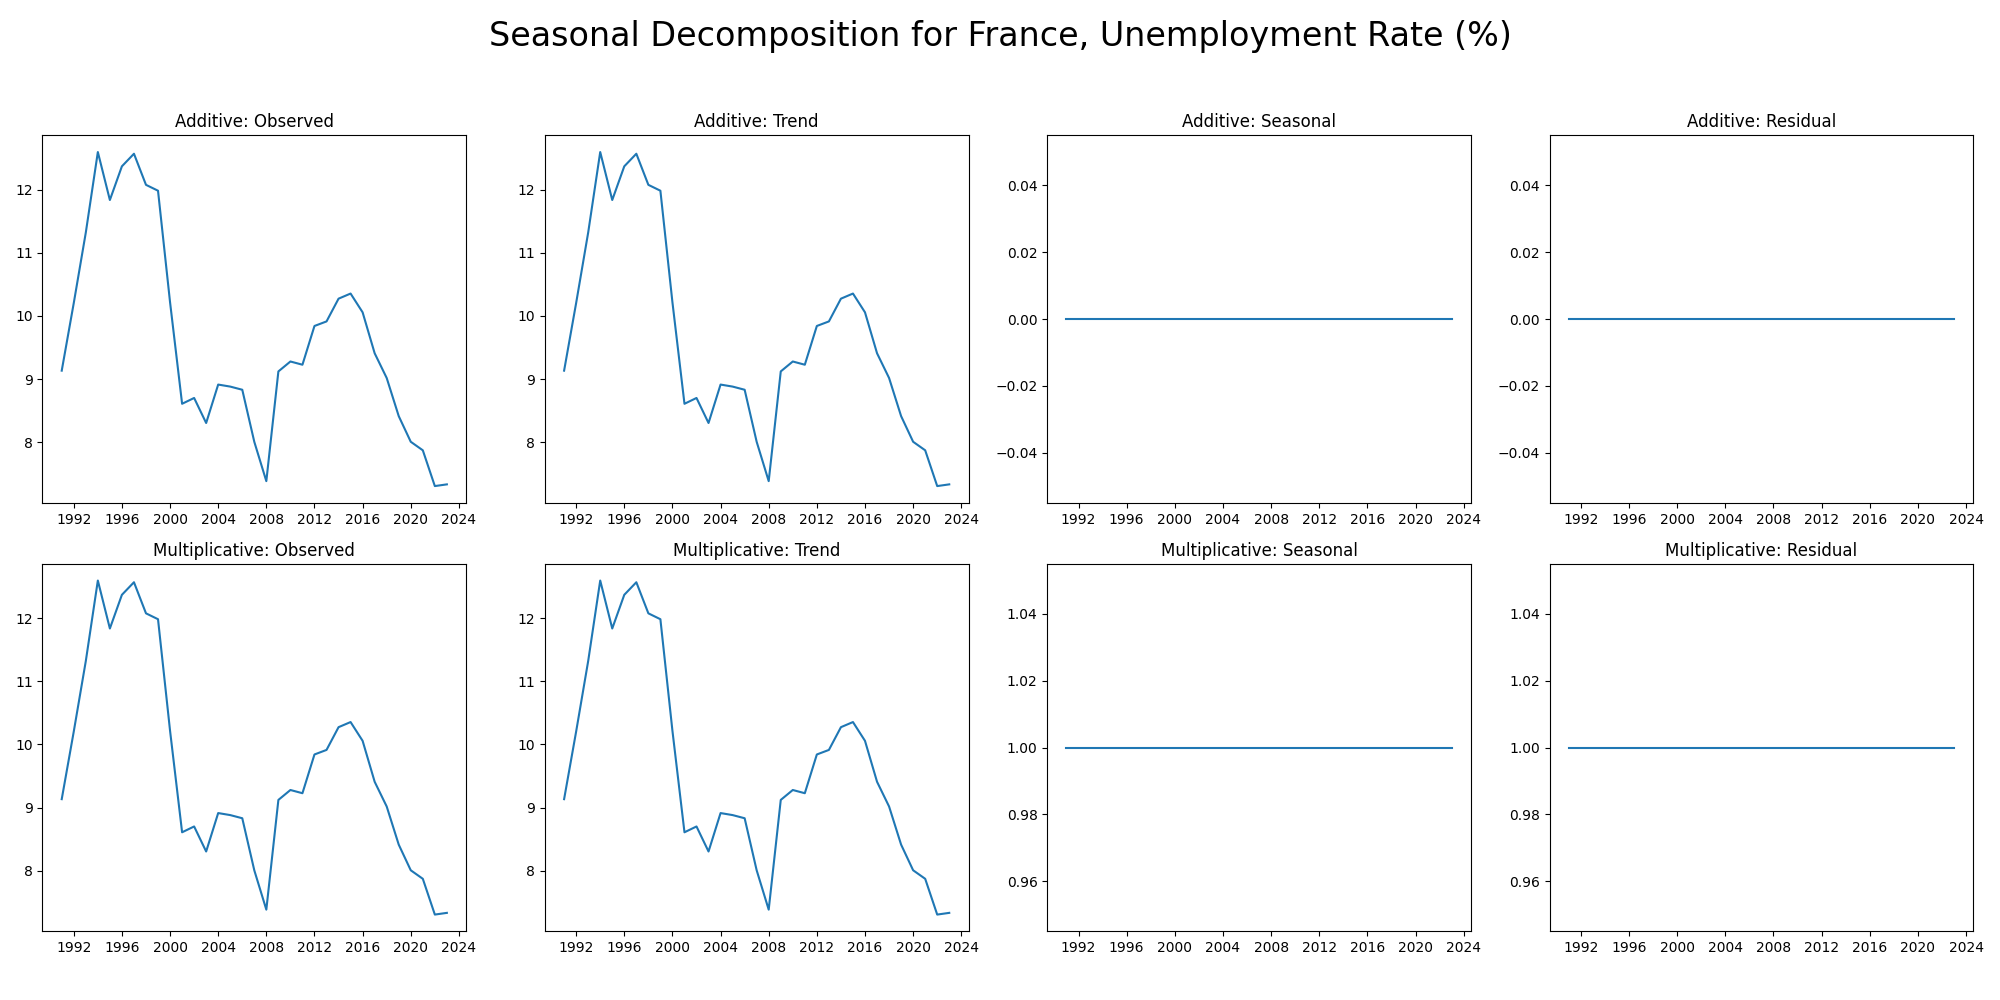 Seasonal Decomposition for France, Unemployment Rate (%)
Additive: Observed
12
11
10
9
8
1992 1996 2000 2004 2008 2012 2016 2020 2024
Additive: Trend
12
11
10
9
8
1992 1996 2000 2004 2008 2012 2016 2020 2024
Additive: Seasonal
0.04
0.02
0.00
−0.02
−0.04
1992 1996 2000 2004 2008 2012 2016 2020 2024
Additive: Residual
0.04
0.02
0.00
−0.02
−0.04
1992 1996 2000 2004 2008 2012 2016 2020 2024
Multiplicative: Observed
12
11
10
9
8
1992 1996 2000 2004 2008 2012 2016 2020 2024
Multiplicative: Trend
12
11
10
9
8
1992 1996 2000 2004 2008 2012 2016 2020 2024
Multiplicative: Seasonal
1.04
1.02
1.00
0.98
0.96
1992 1996 2000 2004 2008 2012 2016 2020 2024
Multiplicative: Residual
1.04
1.02
1.00
0.98
0.96
1992 1996 2000 2004 2008 2012 2016 2020 2024